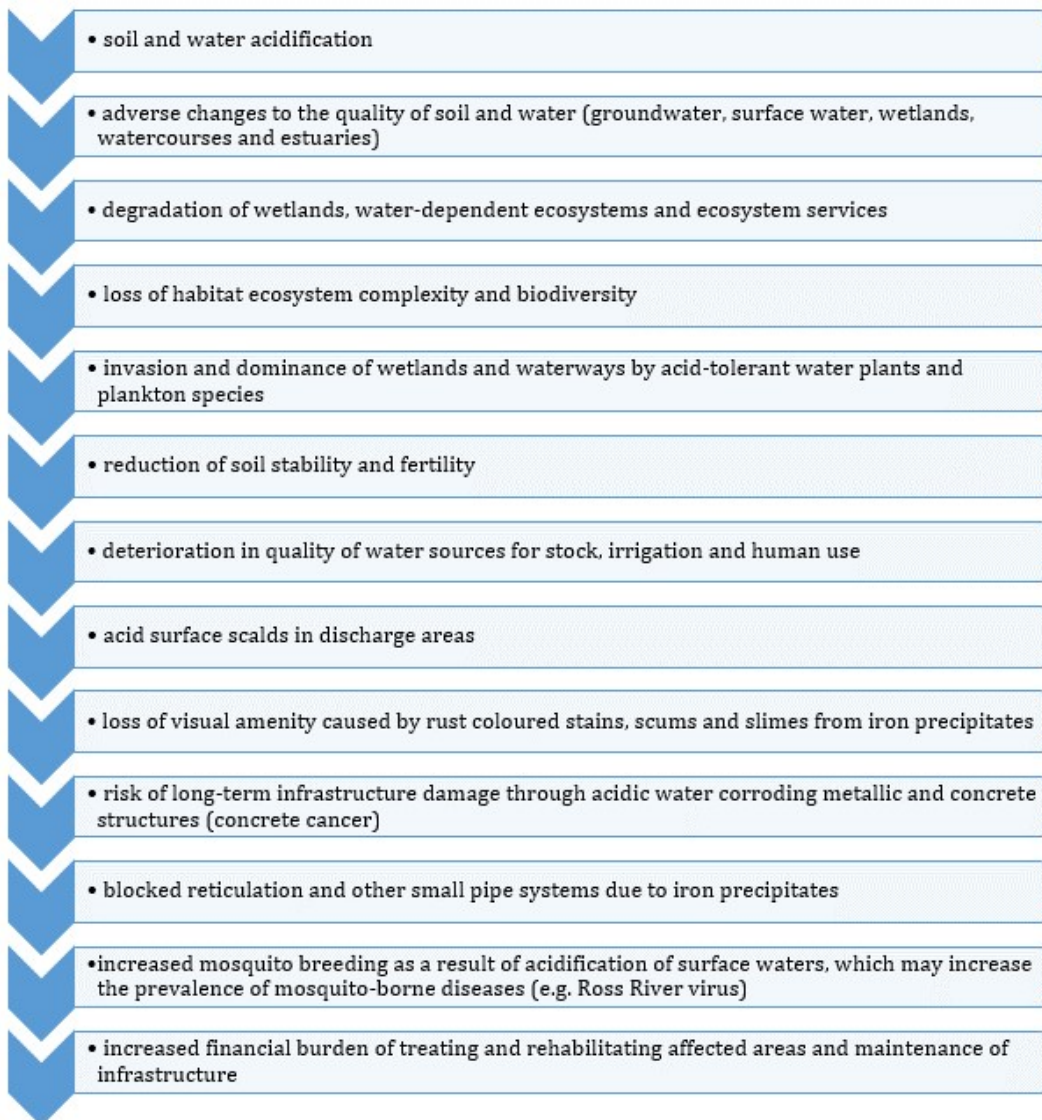 • soil and water acidification
• adverse changes to the quality of soil and water (groundwater, surface water, wetlands,
watercourses and estuaries)
• degradation of wetlands, water-dependent ecosystems and ecosystem services
• loss of habitat ecosystem complexity and biodiversity
• invasion and dominance of wetlands and waterways by acid-tolerant water plants and
plankton species
• reduction of soil stability and fertility
• deterioration in quality of water sources for stock, irrigation and human use
• acid surface scalds in discharge areas
• loss of visual amenity caused by rust coloured stains, scums and slimes from iron precipitates
• risk of long-term infrastructure damage through acidic water corroding metallic and concrete
structures (concrete cancer)
• blocked reticulation and other small pipe systems due to iron precipitates
•increased mosquito breeding as a result of acidification of surface waters, which may increase
the prevalence of mosquito-borne diseases (e.g. Ross River virus)
• increased financial burden of treating and rehabilitating affected areas and maintenance of
infrastructure